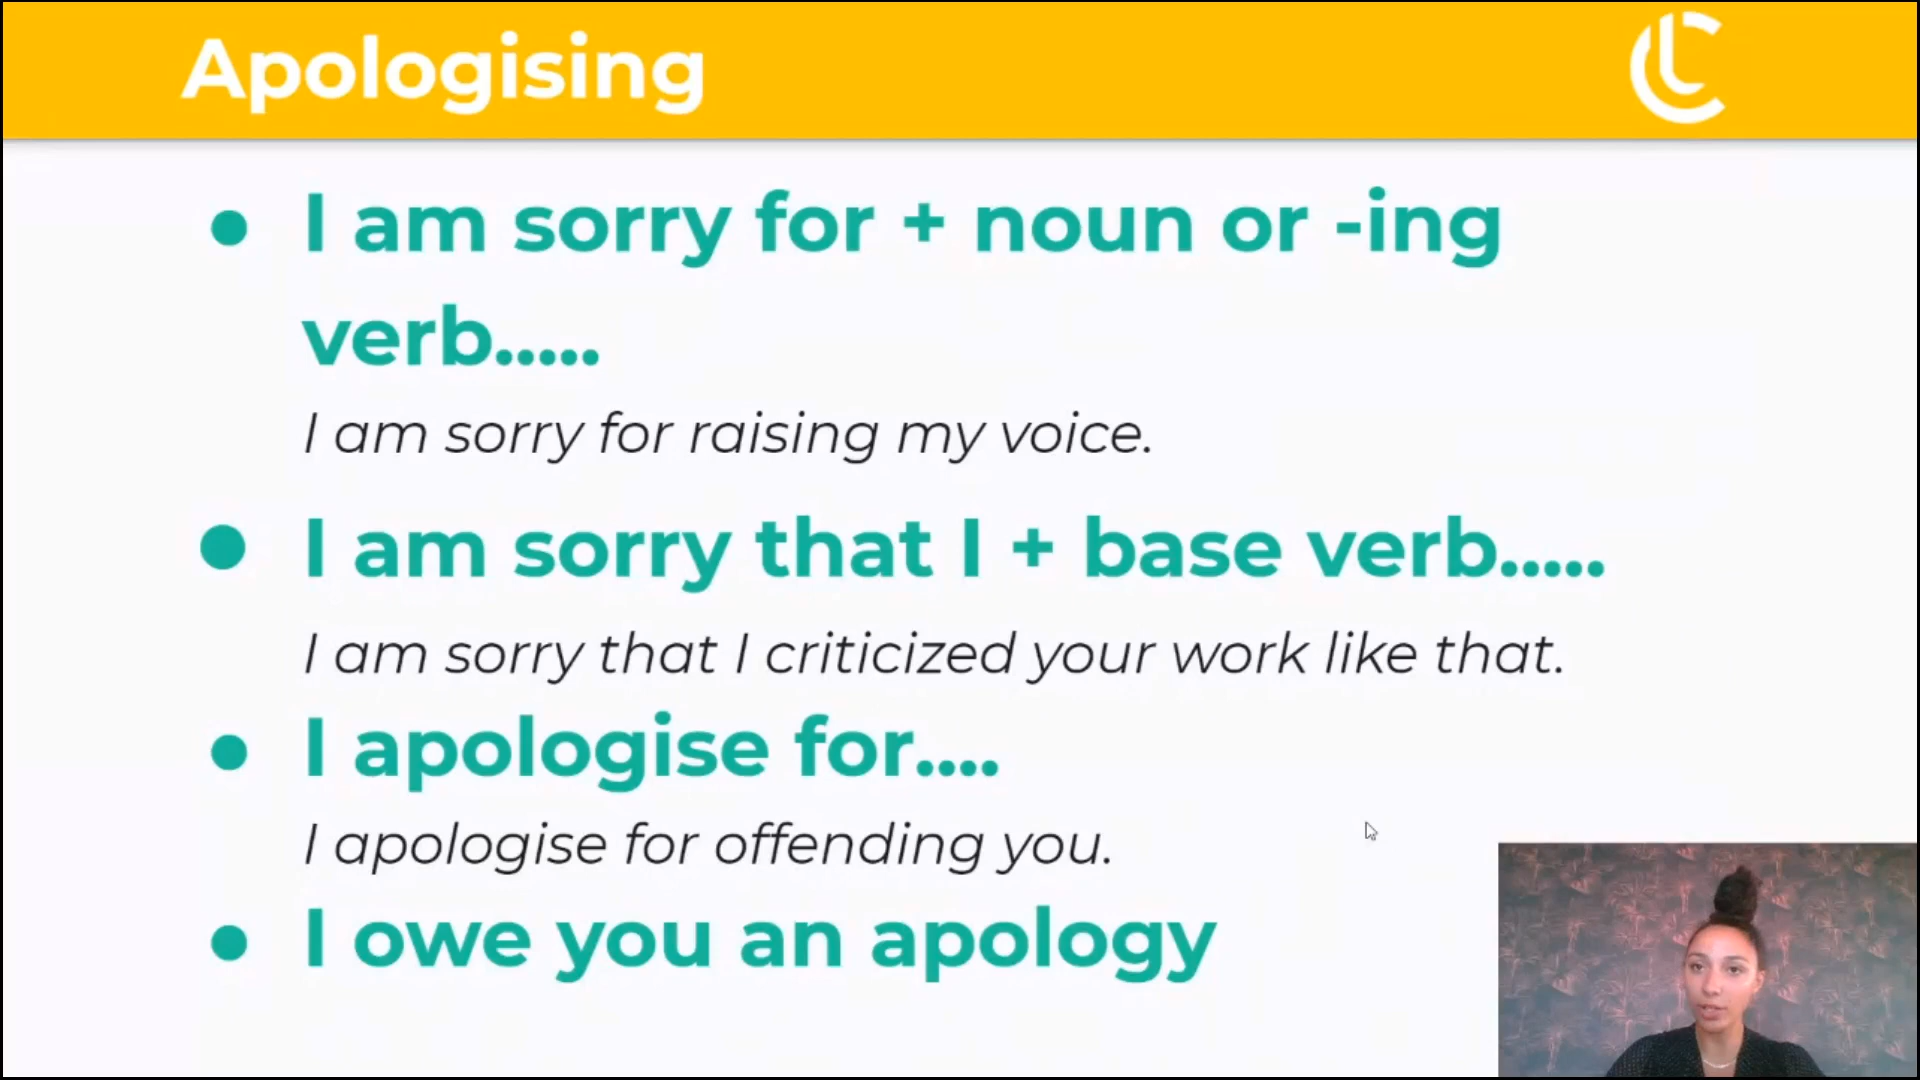 Apologising
● I am sorry for + noun or -ing
verb.....
I am sorry for raising my voice.
● I am sorry that I + base verb.....
I am sorry that I criticized your work like that.
● I apologise for....
I apologise for offending you.
● I owe you an apology